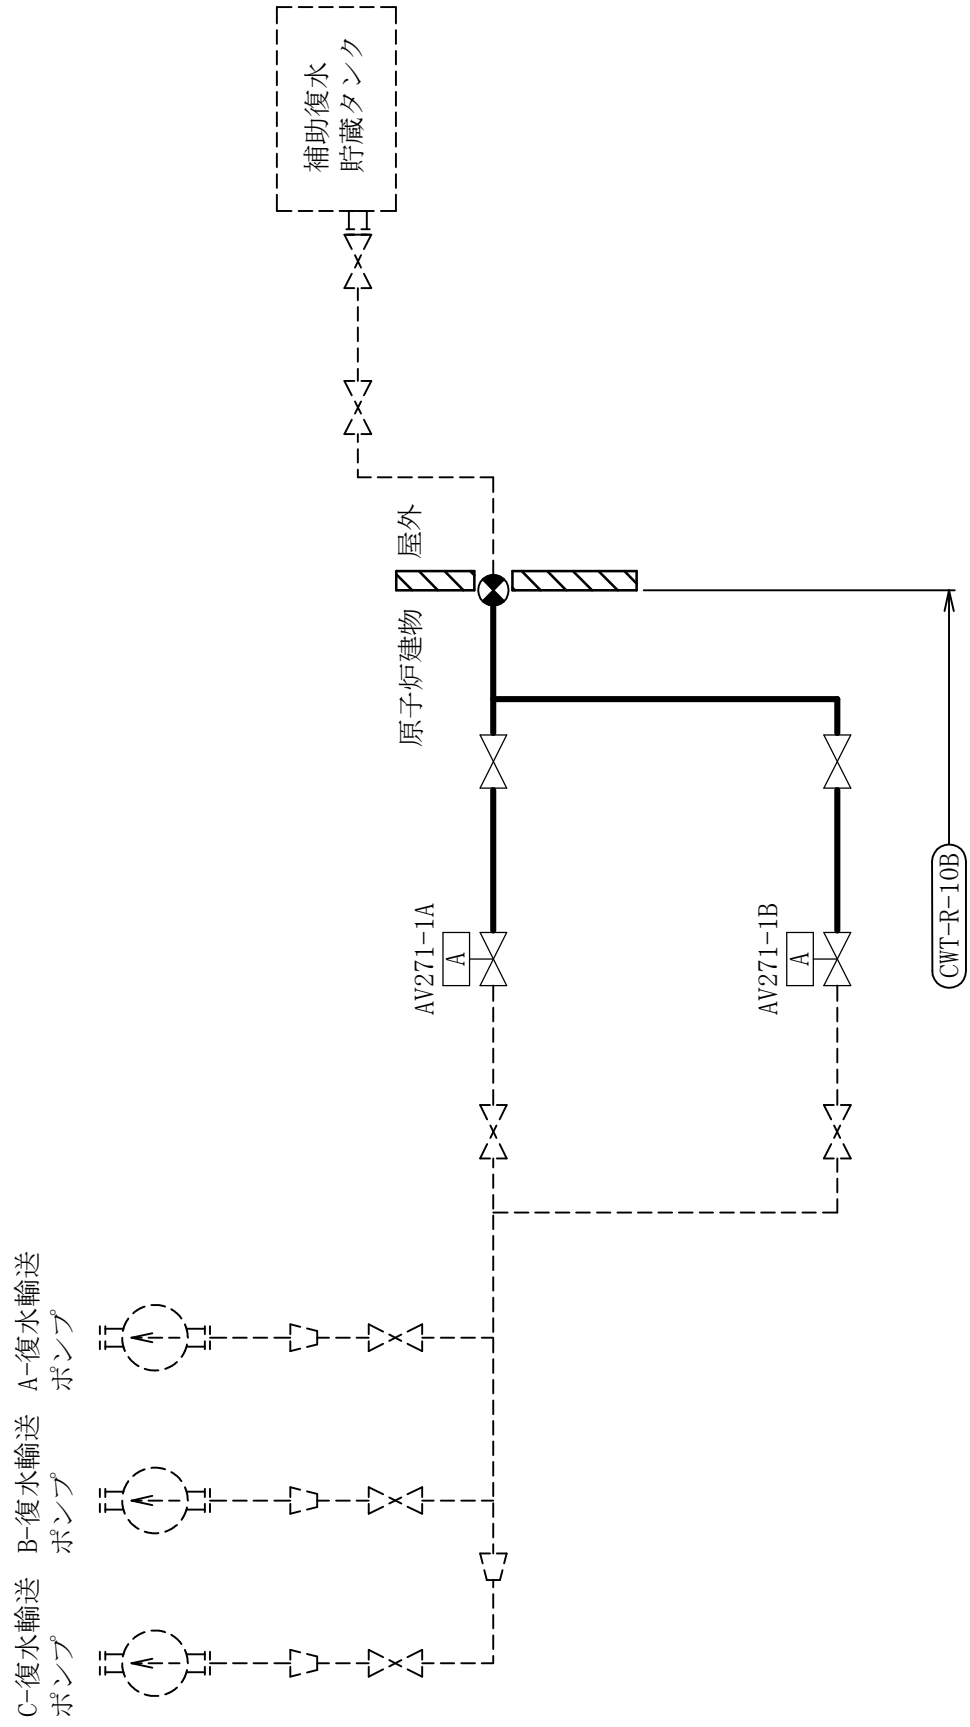 補助復水
貯蔵タンク
屋外
原子炉建物
AV271-1A
A
AV271-1B
A
CWT-R-10B
A-復水輸送
ポンプ
B-復水輸送
ポンプ
C-復水輸送
ポンプ